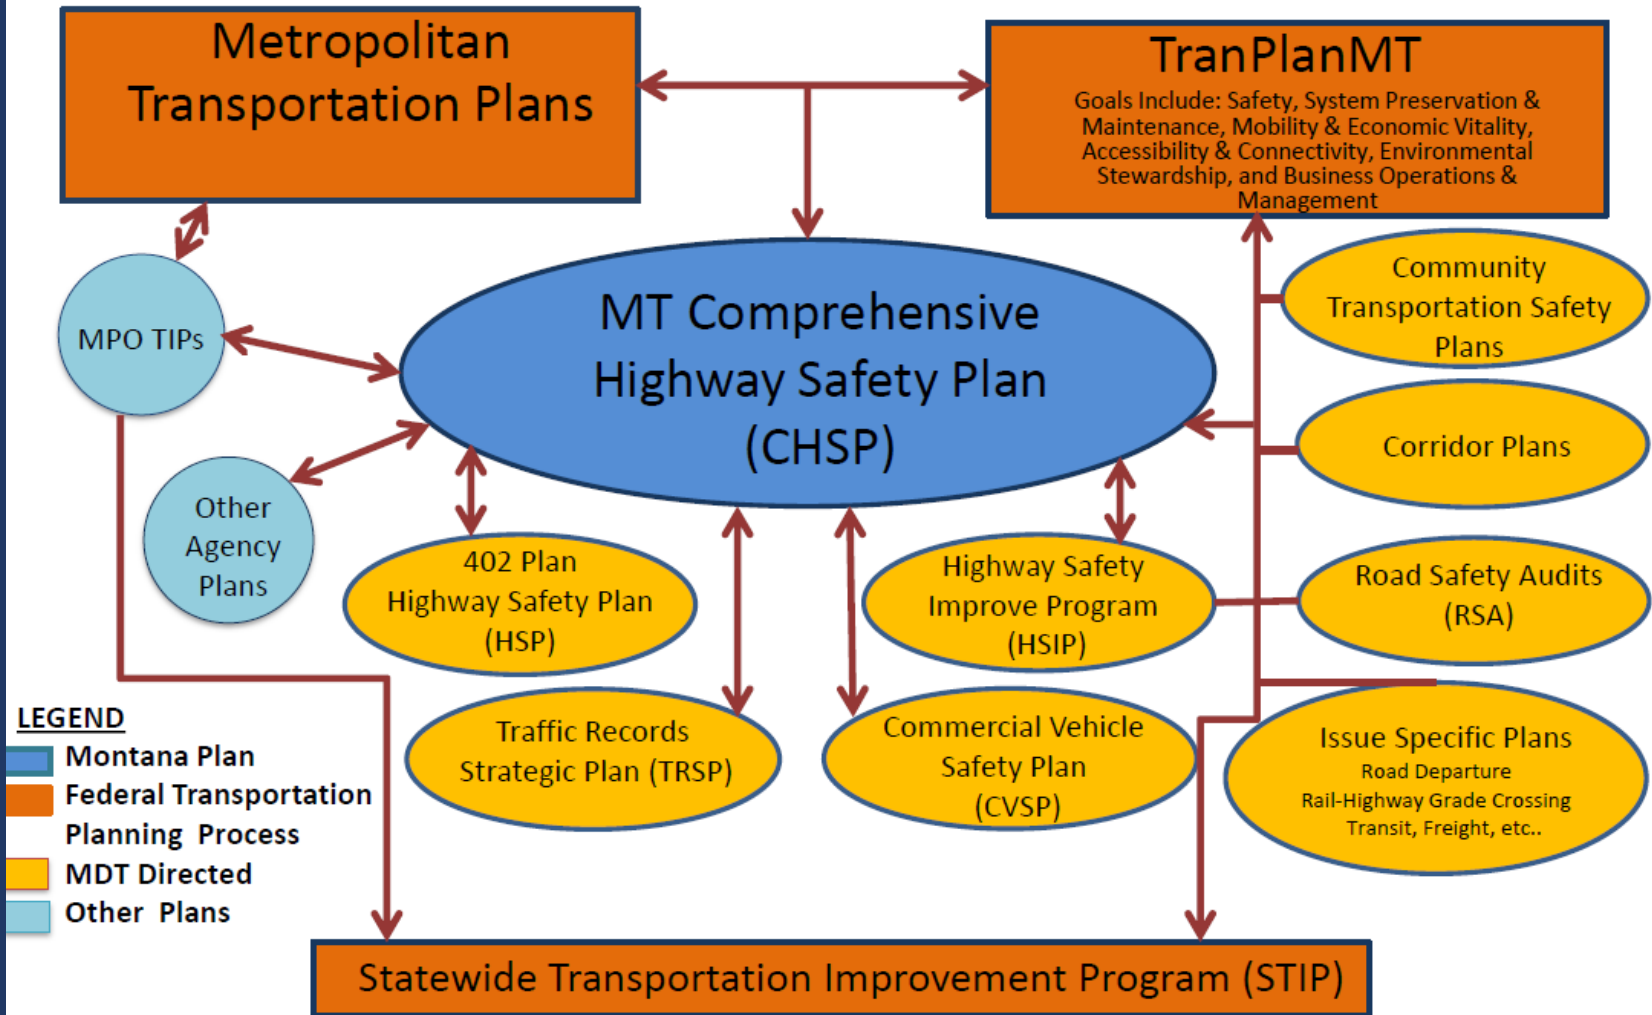 Metropolitan
Transportation Plans
TranPlanMT
Goals Include: Safety, System Preservation &
Maintenance, Mobility & Economic Vitality,
Accessibility & Connectivity, Environmental
Stewardship, and Business Operations &
Management
MPO TIPs
MT Comprehensive
Highway Safety Plan
(CHSP)
Community
Transportation Safety
Plans
Corridor Plans
Other
Agency
Plans
402 Plan
Highway Safety Plan
(HSP)
Highway Safety
Improve Program
(HSIP)
Road Safety Audits
(RSA)
Traffic Records
Strategic Plan (TRSP)
Commercial Vehicle
Safety Plan
(CVSP)
Issue Specific Plans
Road Departure
Rail-Highway Grade Crossing
Transit, Freight, etc..
LEGEND
Montana Plan
Federal Transportation
Planning Process
MDT Directed
Other Plans
Statewide Transportation Improvement Program (STIP)